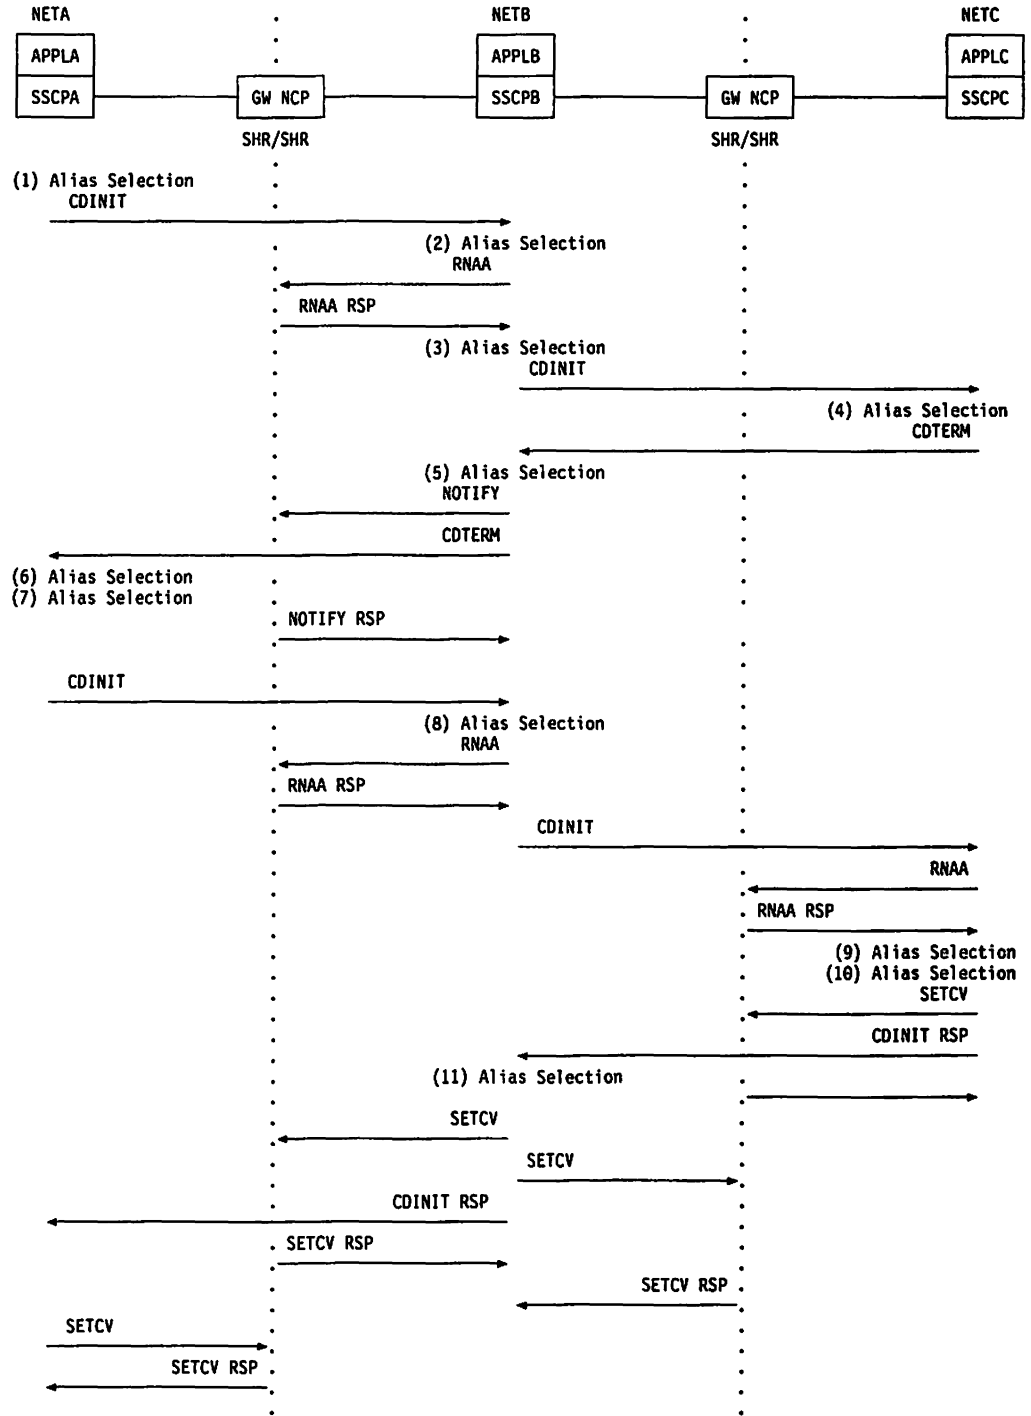 NETA NETB NETC
APPLA APPLB APPLC
SSCPA GW NCP SSCPB GW NCP SSCPC
SHR/SHR SHR/SHR
(1) Alias Selection
CDINIT
(2) Alias Selection
RNAA
RNAA RSP
(3) Alias Selection
CDINIT
(4) Alias Selection
CDTERM
(5) Alias Selection
NOTIFY
CDTERM
(6) Alias Selection
(7) Alias Selection
NOTIFY RSP
CDINIT
(8) Alias Selection
RNAA
RNAA RSP
CDINIT
RNAA
RNAA RSP
(9) Alias Selection
(10) Alias Selection
SETCV
CDINIT RSP
(11) Alias Selection
SETCV
SETCV
CDINIT RSP
SETCV RSP
SETCV RSP
SETCV
SETCV RSP